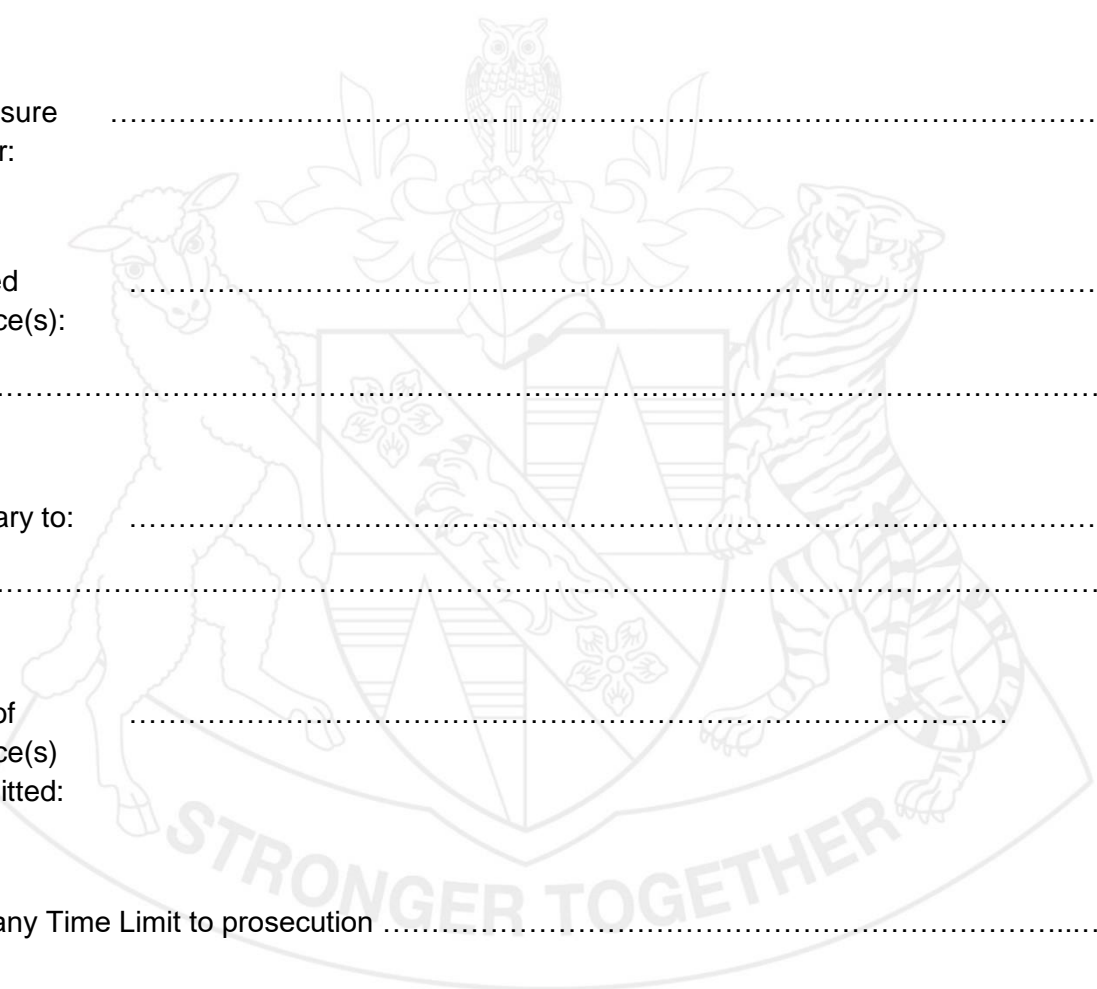 sure ……………………………………………………………………………
r:
ed ……………………………………………………………………………
ce(s):
……………………………………………………………………………………
ary to: ……………………………………………………………………………
……………………………………………………………………………………
of ……………………………………………………………………
ce(s)
itted:
STRONGER TOGETHER
any Time Limit to prosecution ……………………………………………………...…